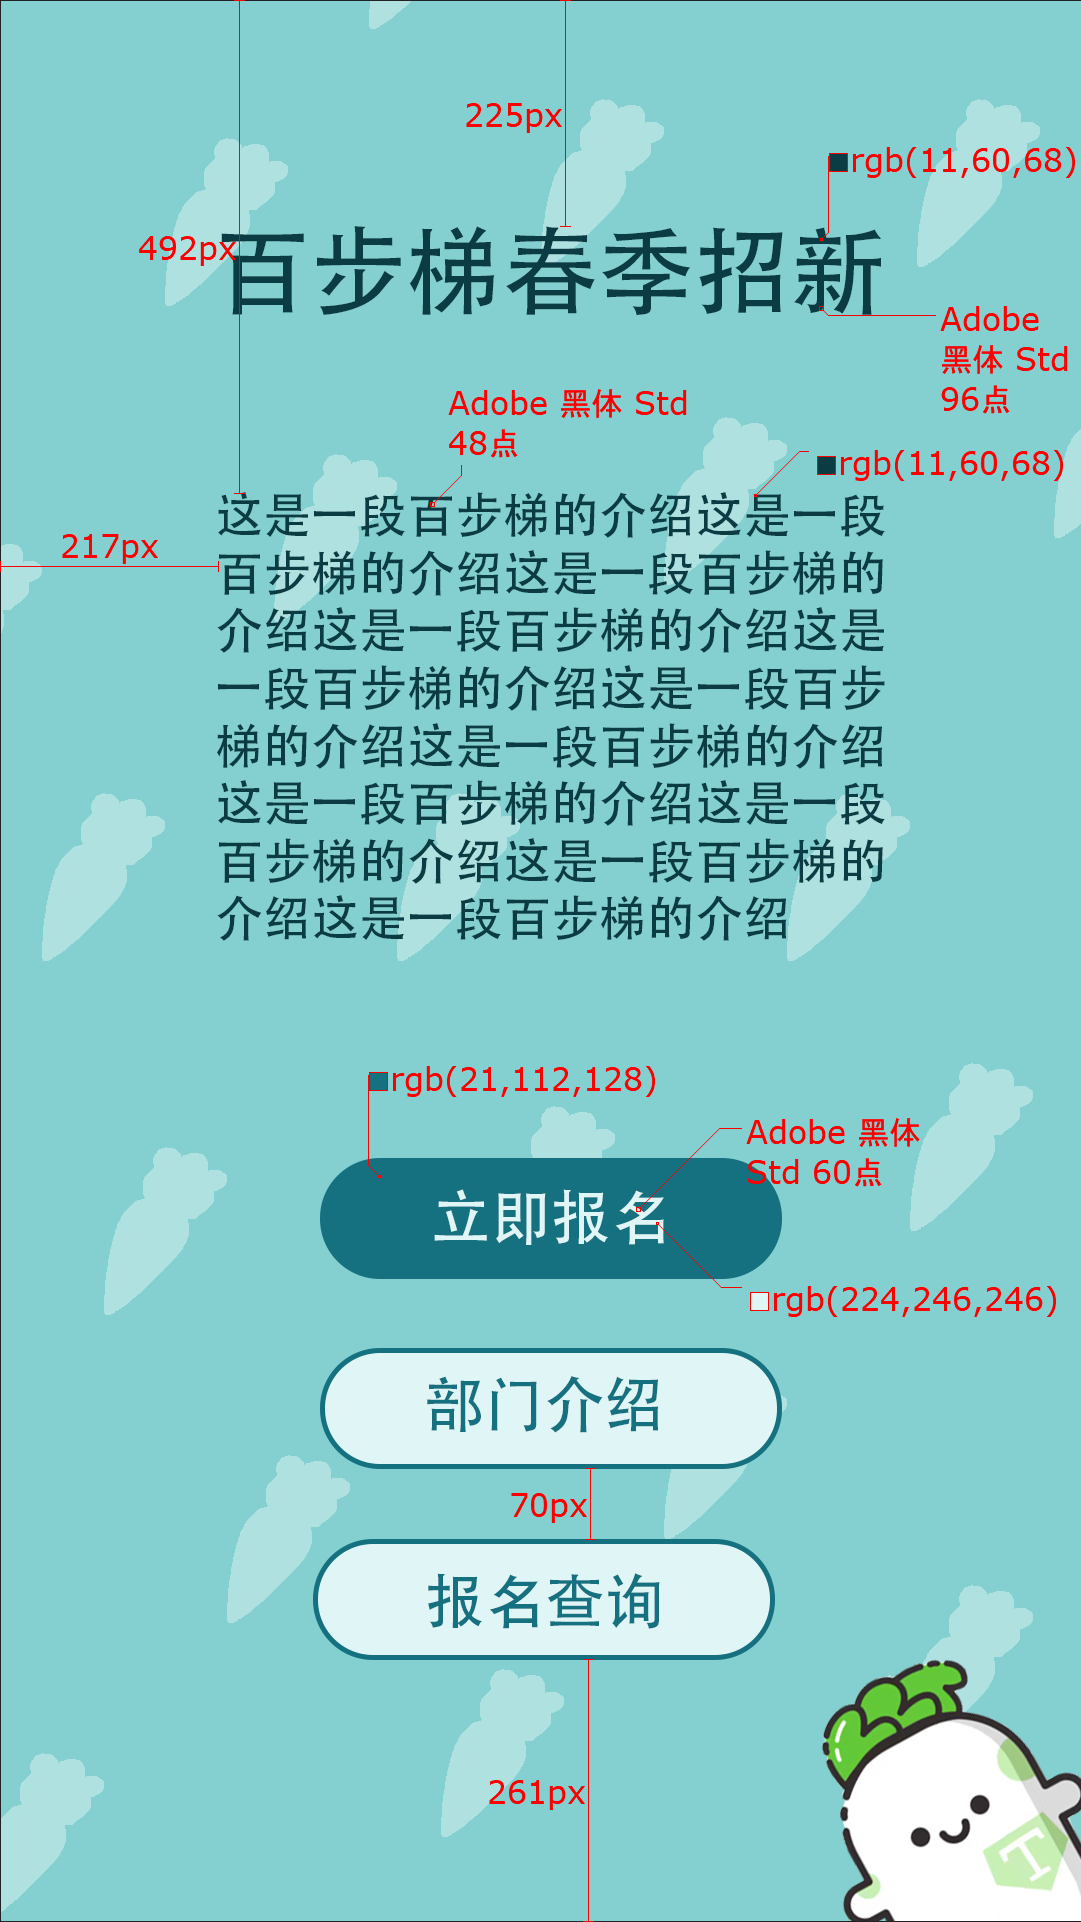 225px
rgb(11,60,68)
492px
百步梯春季招新
Adobe
黑体 Std
96点
Adobe 黑体 Std
48点
rgb(11,60,68)
217px
这是一段百步梯的介绍这是一段
百步梯的介绍这是一段百步梯的
介绍这是一段百步梯的介绍这是
一段百步梯的介绍这是一段百步
梯的介绍这是一段百步梯的介绍
这是一段百步梯的介绍这是一段
百步梯的介绍这是一段百步梯的
介绍这是一段百步梯的介绍
rgb(21,112,128)
Adobe 黑体
Std 60点
立即报名
rgb(224,246,246)
部门介绍
70px
报名查询
261px
T